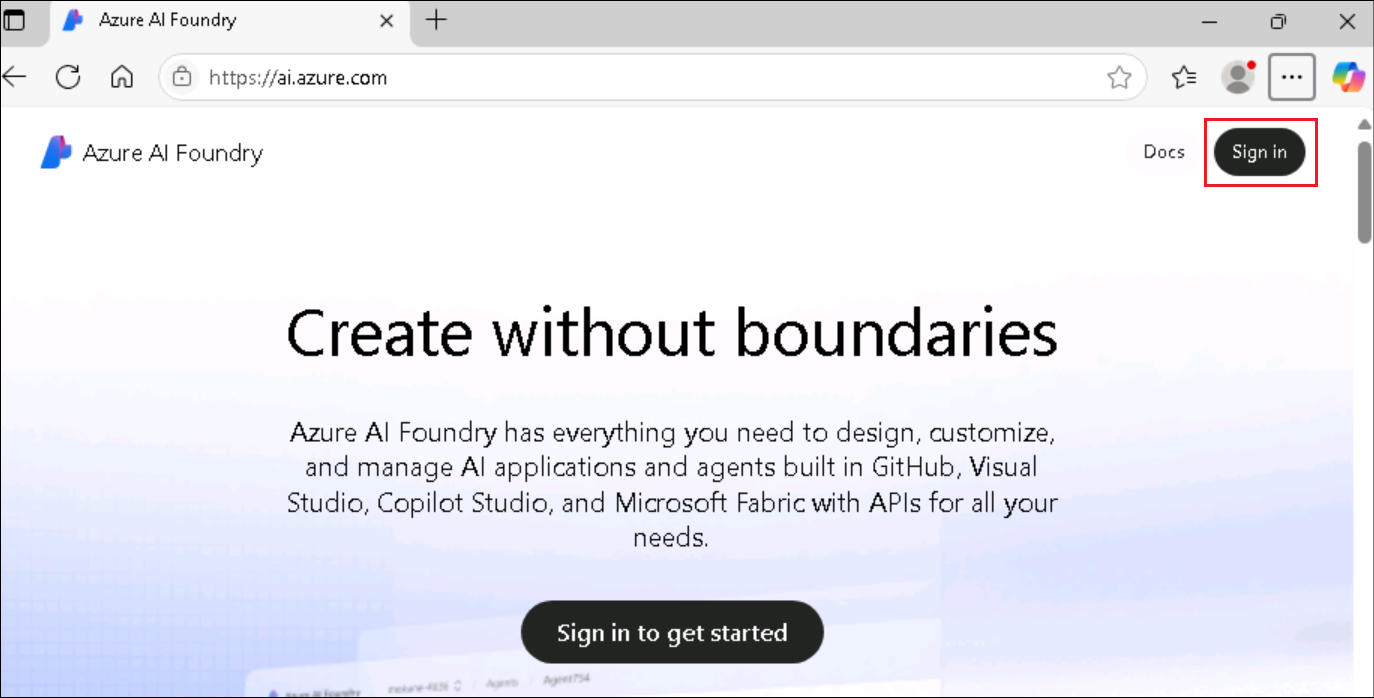 Azure AI Foundry
https://ai.azure.com
Azure AI Foundry
Docs
Sign in
Create without boundaries
Azure AI Foundry has everything you need to design, customize,
and manage AI applications and agents built in GitHub, Visual
Studio, Copilot Studio, and Microsoft Fabric with APIs for all your
needs.
Sign in to get started
Azure AI Foundry
/ Agents / Agent754